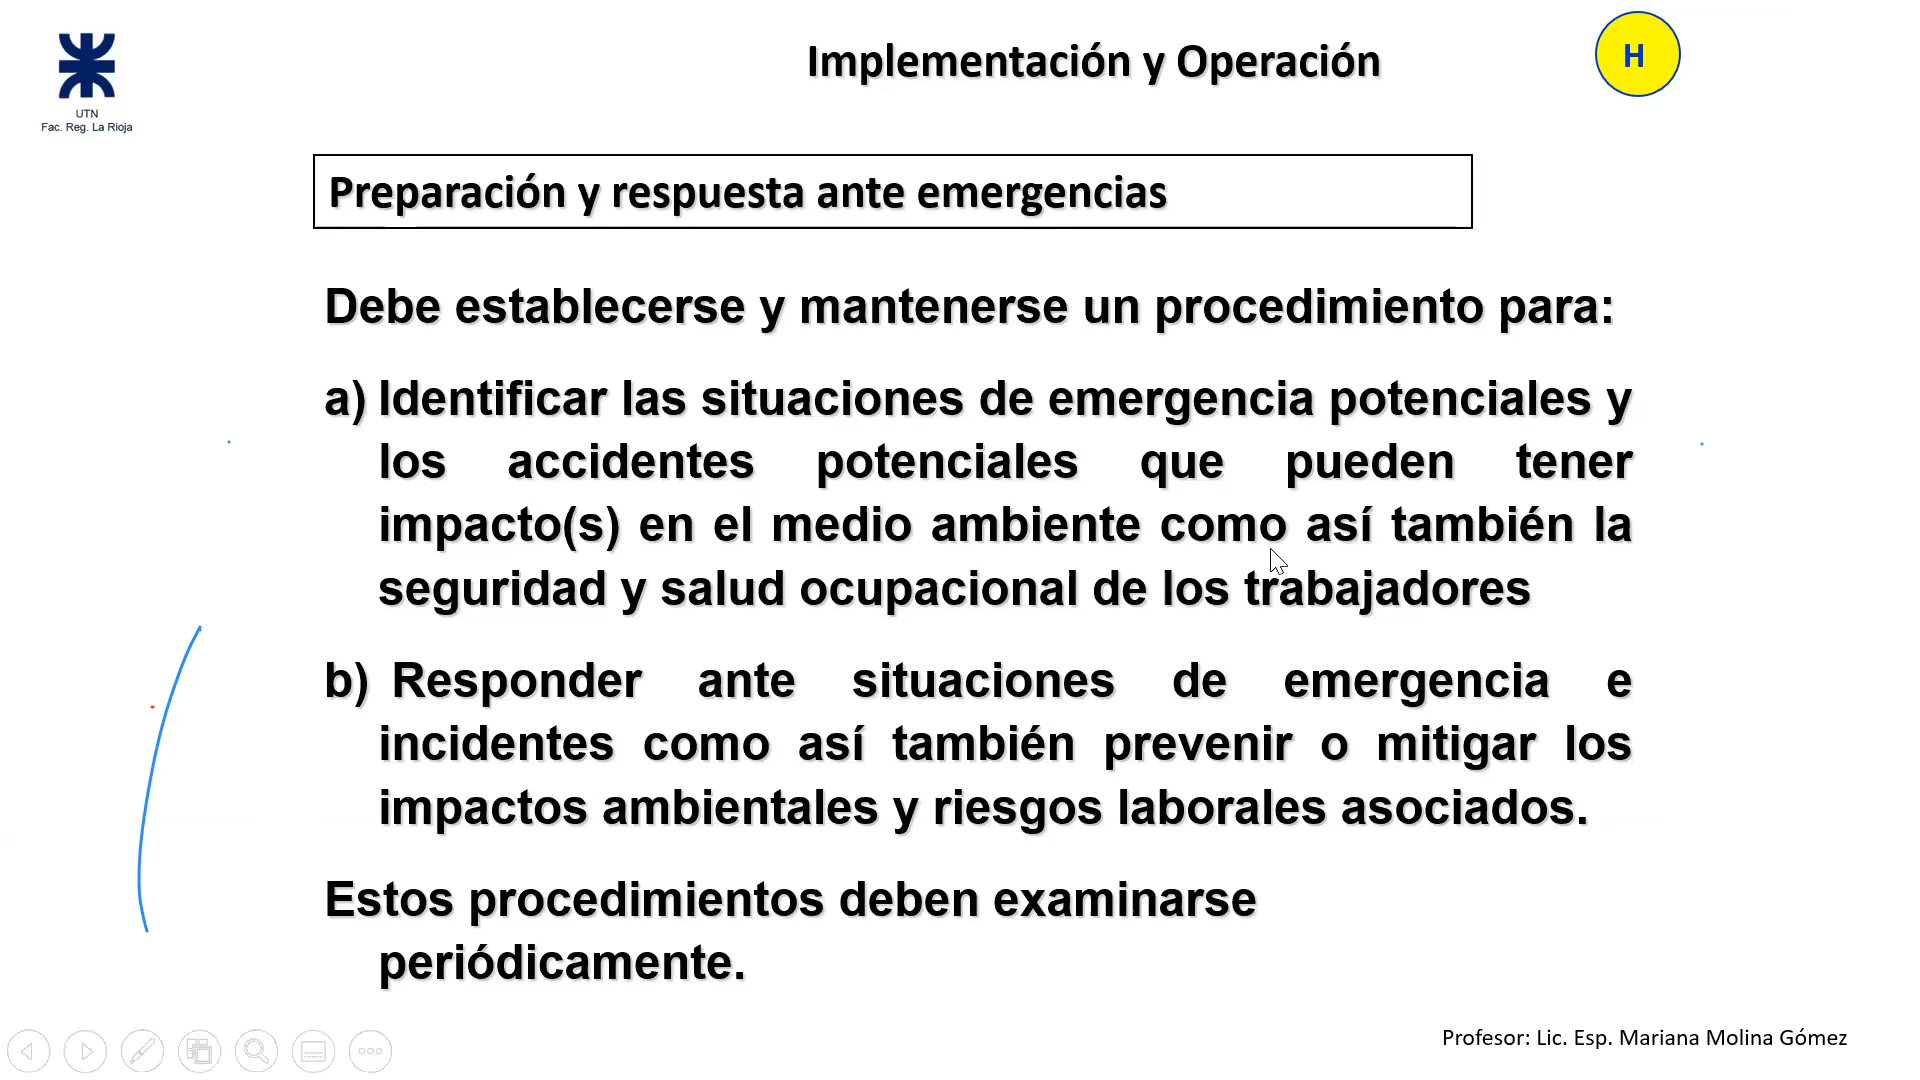 UTN
Fac. Reg. La Rioja
Implementación y Operación
H
Preparación y respuesta ante emergencias
Debe establecerse y mantenerse un procedimiento para:
a) Identificar las situaciones de emergencia potenciales y
los accidentes potenciales que pueden tener
impacto(s) en el medio ambiente como así también la
seguridad y salud ocupacional de los trabajadores
b) Responder ante situaciones de emergencia e
incidentes como así también prevenir o mitigar los
impactos ambientales y riesgos laborales asociados.
Estos procedimientos deben examinarse
periódicamente.
Profesor: Lic. Esp. Mariana Molina Gómez